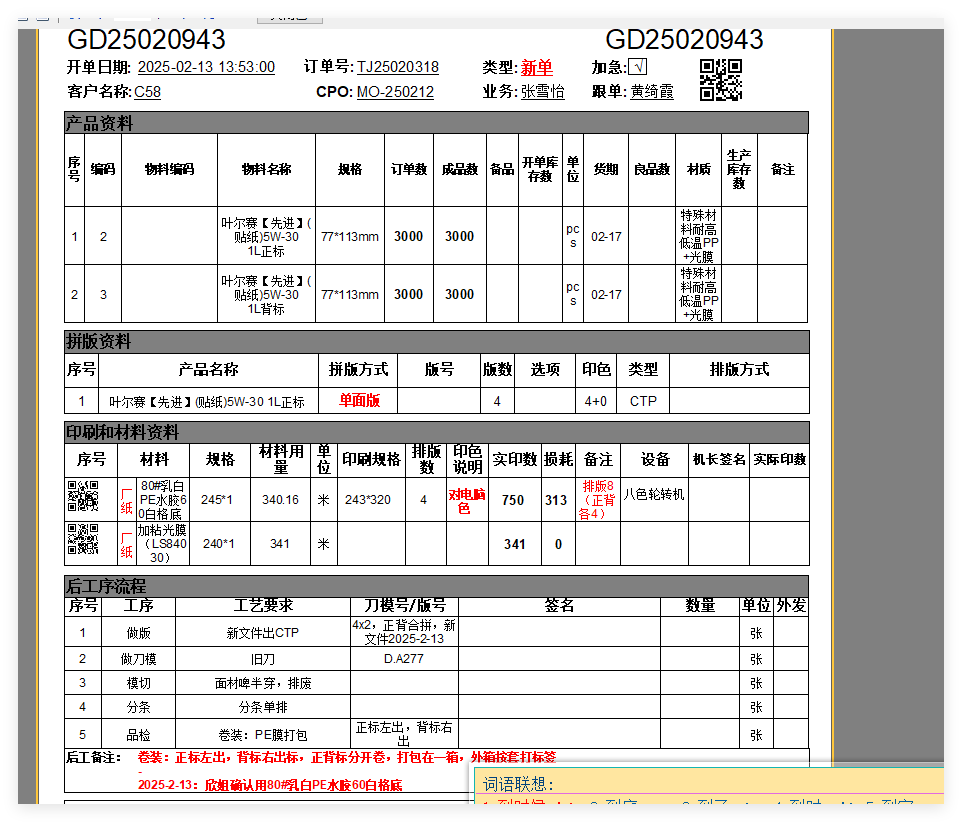 GD25020943 GD25020943
开单日期: 2025-02-13 13:53:00 订单号: TJ25020318 类型: 新单 加急: √
客户名称: C58 CPO: MO-250212 业务: 张雪怡 跟单: 黄绮霞
产品资料
序号 编码 物料编码 物料名称 规格 订单数 成品数 备品 开单库存数 单位 货期 良品数 材质 生产库存数 备注
1 2 叶尔赛【先进】(贴纸)5W-30 1L正标 77*113mm 3000 3000 pcs 02-17 特殊材料耐高低温PP+光膜
2 3 叶尔赛【先进】(贴纸)5W-30 1L背标 77*113mm 3000 3000 pcs 02-17 特殊材料耐高低温PP+光膜
拼版资料
序号 产品名称 拼版方式 版号 版数 选项 印色 类型 排版方式
1 叶尔赛【先进】(贴纸)5W-30 1L正标 单面版 4 4+0 CTP
印刷和材料资料
序号 材料 规格 材料用量 单位 印刷规格 排版数 印色说明 实印数 损耗 备注 设备 机长签名 实际印数
厂纸 80#乳白PE水胶60白格底 245*1 340.16 米 243*320 4 对电脑色 750 313 排版8（正背各4） 八色轮转机
厂纸 加粘光膜（LS84030） 240*1 341 米 341 0
后工序流程
序号 工序 工艺要求 刀模号/版号 签名 数量 单位 外发
1 做版 新文件出CTP 4x2，正背合拼，新文件2025-2-13 张
2 做刀模 旧刀 D.A277 张
3 模切 面材啤半穿，排废 张
4 分条 分条单排 张
5 品检 卷装：PE膜打包 正标左出，背标右出 张
后工备注： 卷装：正标左出，背标右出标，正背标分开卷，打包在一箱，外箱按套打标签
-
2025-2-13：欣姐确认用80#乳白PE水胶60白格底
词语联想：